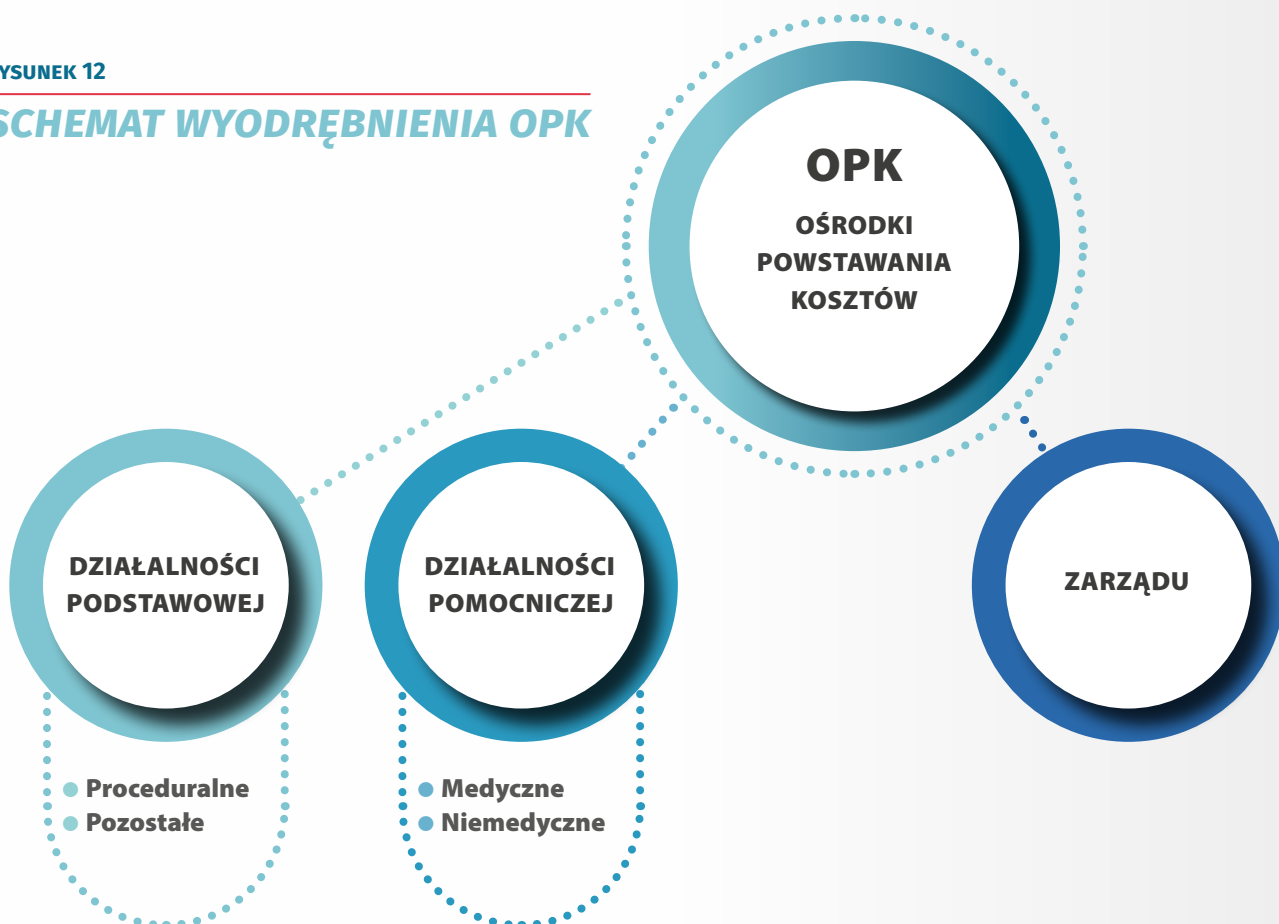 YSUNEK 12
SCHEMAT WYODRĘBNIENIA OPK
OPK
OŚRODKI
POWSTAWANIA
KOSZTÓW
DZIAŁALNOŚCI
PODSTAWOWEJ
DZIAŁALNOŚCI
POMOCNICZEJ
ZARZĄDU
Proceduralne
Pozostałe
Medyczne
Niemedyczne